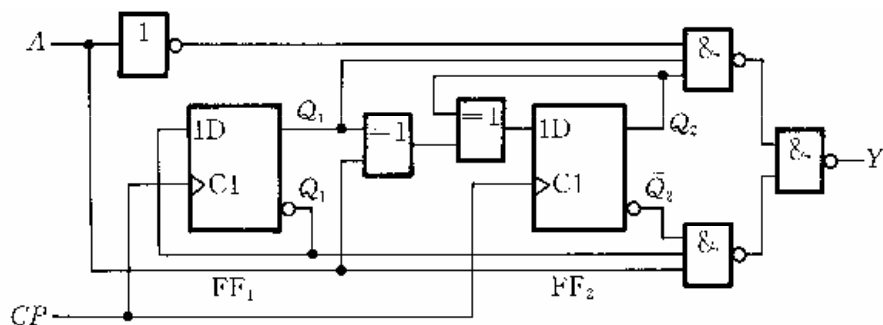 A
1
&
Q₁
=1
=1
Q₂
1D
1D
&
Y
C1
Q₁
C1
Q̄₂
&
FF₁
FF₂
CP